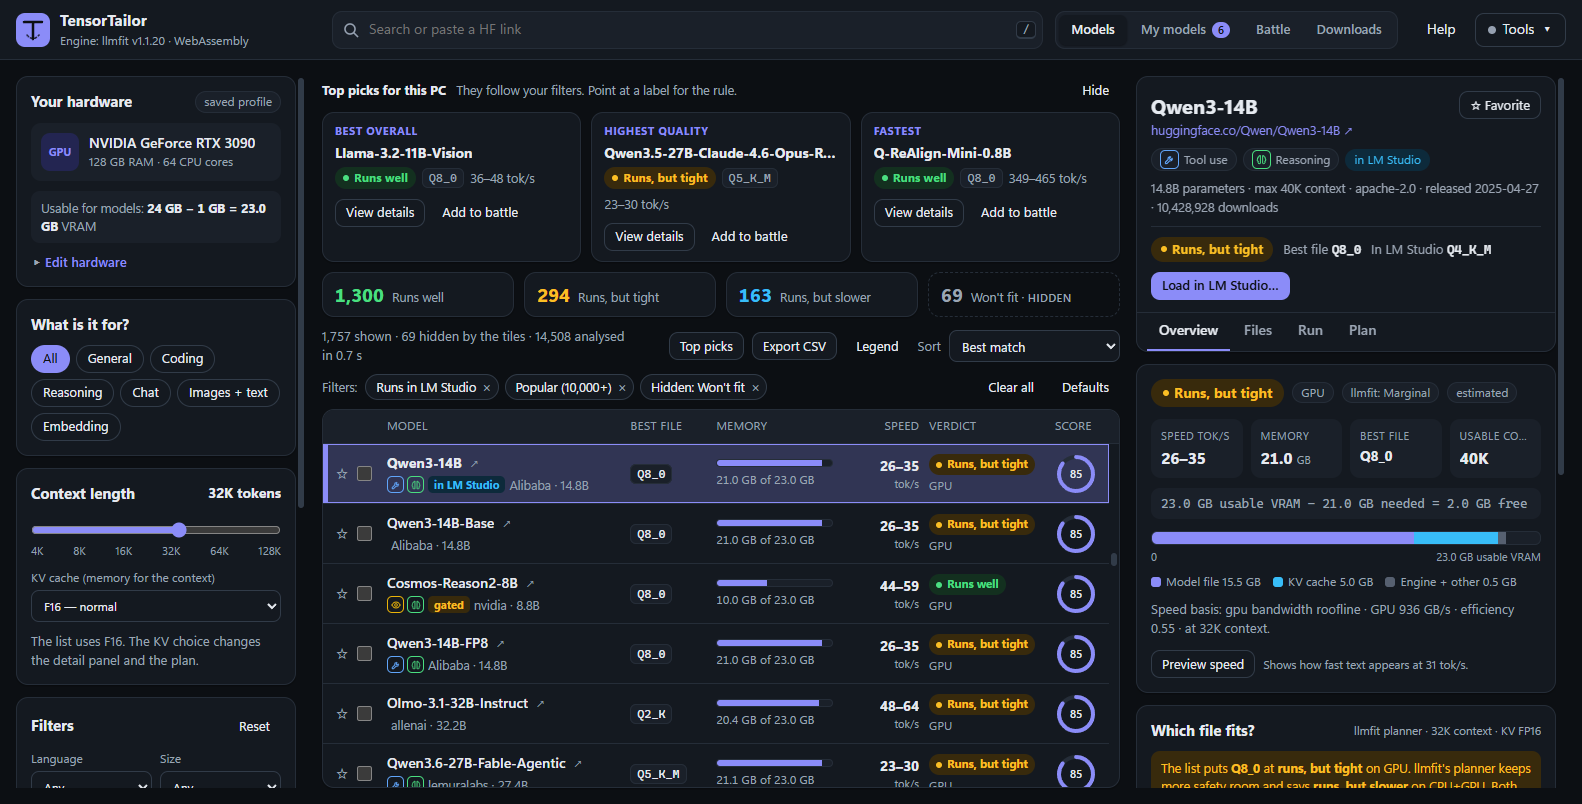 TensorTailor
Engine: llmfit v1.1.20 · WebAssembly
Search or paste a HF link
/
Models
My models 6
Battle
Downloads
Help
Tools ▾
Your hardware
saved profile
GPU
NVIDIA GeForce RTX 3090
128 GB RAM · 64 CPU cores
Usable for models: 24 GB − 1 GB = 23.0
GB VRAM
▸ Edit hardware
What is it for?
All
General
Coding
Reasoning
Chat
Images + text
Embedding
Context length
32K tokens
4K 8K 16K 32K 64K 128K
KV cache (memory for the context)
F16 — normal
The list uses F16. The KV choice changes
the detail panel and the plan.
Filters
Reset
Language
Size
Any
Any
Top picks for this PC
They follow your filters. Point at a label for the rule.
Hide
BEST OVERALL
Llama-3.2-11B-Vision
Runs well Q8_0 36–48 tok/s
View details Add to battle
HIGHEST QUALITY
Qwen3.5-27B-Claude-4.6-Opus-R...
Runs, but tight Q5_K_M
23–30 tok/s
View details Add to battle
FASTEST
Q-ReAlign-Mini-0.8B
Runs well Q8_0 349–465 tok/s
View details Add to battle
1,300 Runs well
294 Runs, but tight
163 Runs, but slower
69 Won't fit · HIDDEN
1,757 shown · 69 hidden by the tiles · 14,508 analysed
in 0.7 s
Top picks
Export CSV
Legend
Sort
Best match
Filters:
Runs in LM Studio ×
Popular (10,000+) ×
Hidden: Won't fit ×
Clear all
Defaults
MODEL BEST FILE MEMORY SPEED VERDICT SCORE
☆ Qwen3-14B ↗
in LM Studio Alibaba · 14.8B
Q8_0
21.0 GB of 23.0 GB
26–35
tok/s
Runs, but tight
GPU
85
☆ Qwen3-14B-Base ↗
Alibaba · 14.8B
Q8_0
21.0 GB of 23.0 GB
26–35
tok/s
Runs, but tight
GPU
85
☆ Cosmos-Reason2-8B ↗
gated nvidia · 8.8B
Q8_0
10.0 GB of 23.0 GB
44–59
tok/s
Runs well
GPU
85
☆ Qwen3-14B-FP8 ↗
Alibaba · 14.8B
Q8_0
21.0 GB of 23.0 GB
26–35
tok/s
Runs, but tight
GPU
85
☆ Olmo-3.1-32B-Instruct ↗
allenai · 32.2B
Q2_K
20.4 GB of 23.0 GB
48–64
tok/s
Runs, but tight
GPU
85
☆ Qwen3.6-27B-Fable-Agentic ↗
lemuralabs · 27.4B
Q5_K_M
21.1 GB of 23.0 GB
23–30
tok/s
Runs, but tight
GPU
85
Qwen3-14B
☆ Favorite
huggingface.co/Qwen/Qwen3-14B ↗
Tool use
Reasoning
in LM Studio
14.8B parameters · max 40K context · apache-2.0 · released 2025-04-27
· 10,428,928 downloads
Runs, but tight Best file Q8_0 In LM Studio Q4_K_M
Load in LM Studio...
Overview Files Run Plan
Runs, but tight
GPU
llmfit: Marginal
estimated
SPEED TOK/S
26–35
MEMORY
21.0 GB
BEST FILE
Q8_0
USABLE CO...
40K
23.0 GB usable VRAM − 21.0 GB needed = 2.0 GB free
0 23.0 GB usable VRAM
Model file 15.5 GB KV cache 5.0 GB Engine + other 0.5 GB
Speed basis: gpu bandwidth roofline · GPU 936 GB/s · efficiency
0.55 · at 32K context.
Preview speed Shows how fast text appears at 31 tok/s.
Which file fits?
llmfit planner · 32K context · KV FP16
The list puts Q8_0 at runs, but tight on GPU. llmfit's planner keeps
more safety room and says runs, but slower on CPU+GPU. Both